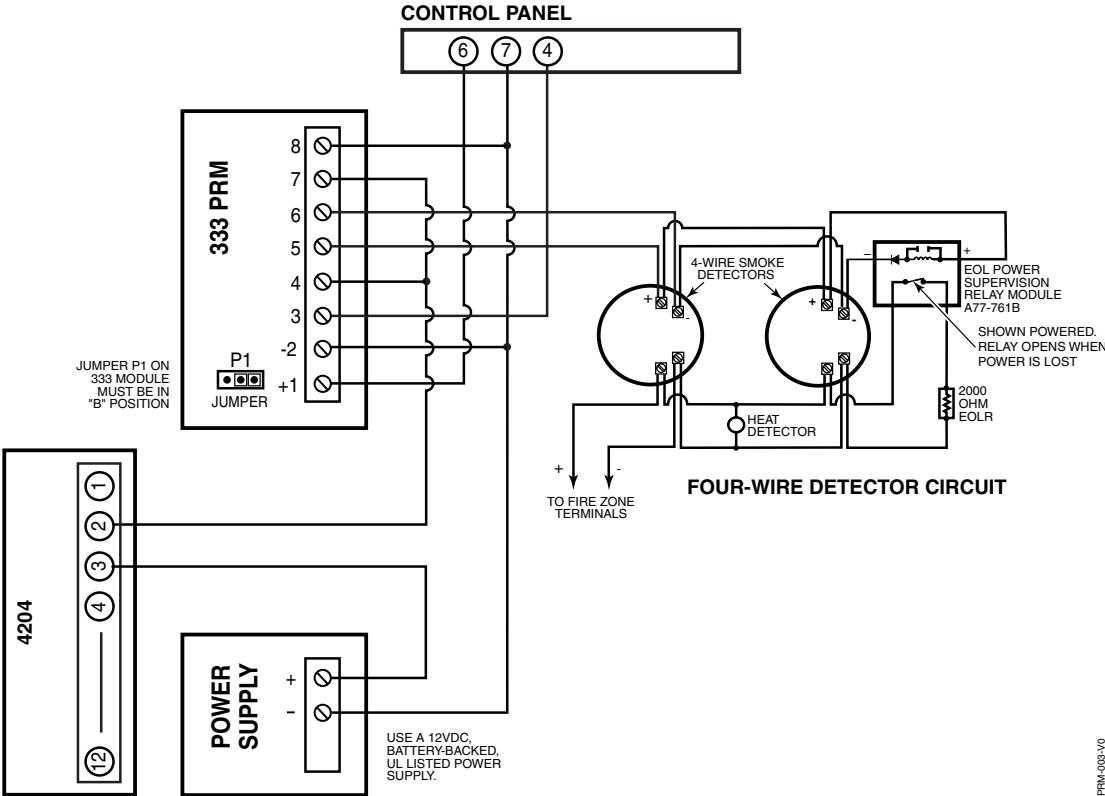 CONTROL PANEL
6 7 4
333 PRM
8
7
6
5
4
3
-2
+1
P1
JUMPER
JUMPER P1 ON
333 MODULE
MUST BE IN
"B" POSITION
4-WIRE SMOKE
DETECTORS
+
-
+
-
– +
EOL POWER
SUPERVISION
RELAY MODULE
A77-761B
SHOWN POWERED.
RELAY OPENS WHEN
POWER IS LOST
2000
OHM
EOLR
HEAT
DETECTOR
+ -
TO FIRE ZONE
TERMINALS
FOUR-WIRE DETECTOR CIRCUIT
4204
1
2
3
4
12
POWER
SUPPLY
+
–
USE A 12VDC,
BATTERY-BACKED,
UL LISTED POWER
SUPPLY.
PRM-003-V0